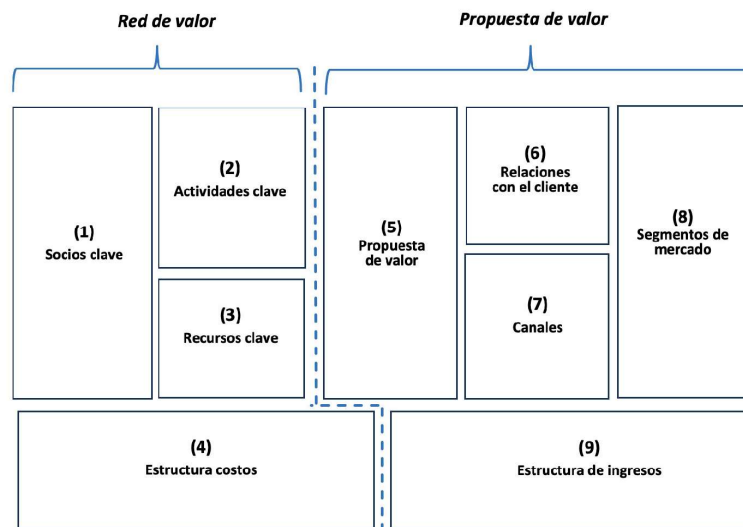 Red de valor
Propuesta de valor
(1)
Socios clave
(2)
Actividades clave
(3)
Recursos clave
(5)
Propuesta
de valor
(6)
Relaciones
con el cliente
(7)
Canales
(8)
Segmentos de
mercado
(4)
Estructura costos
(9)
Estructura de ingresos